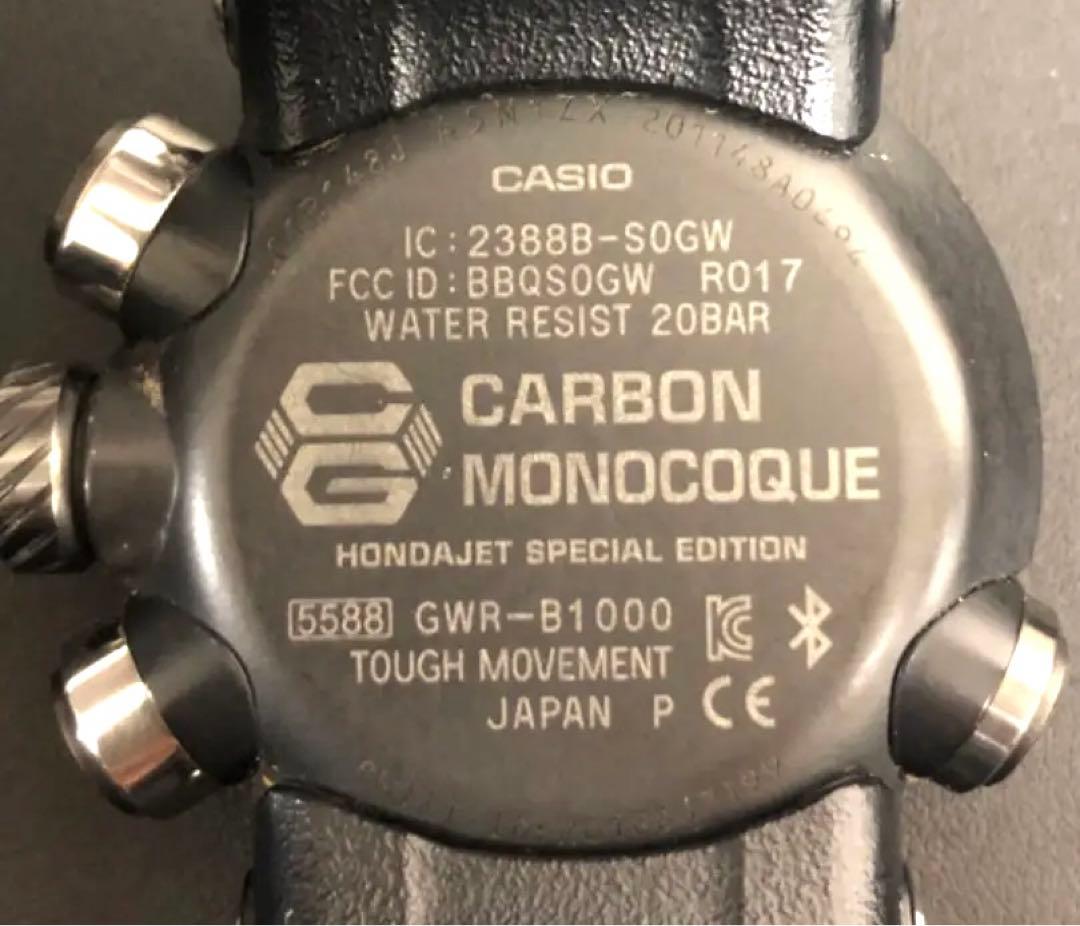 CASIO
IC:2388B-S0GW
FCC ID:BBQS0GW R017
WATER RESIST 20BAR
CG CARBON
MONOCOQUE
HONDAJET SPECIAL EDITION
5588 GWR-B1000
TOUGH MOVEMENT
JAPAN P CE